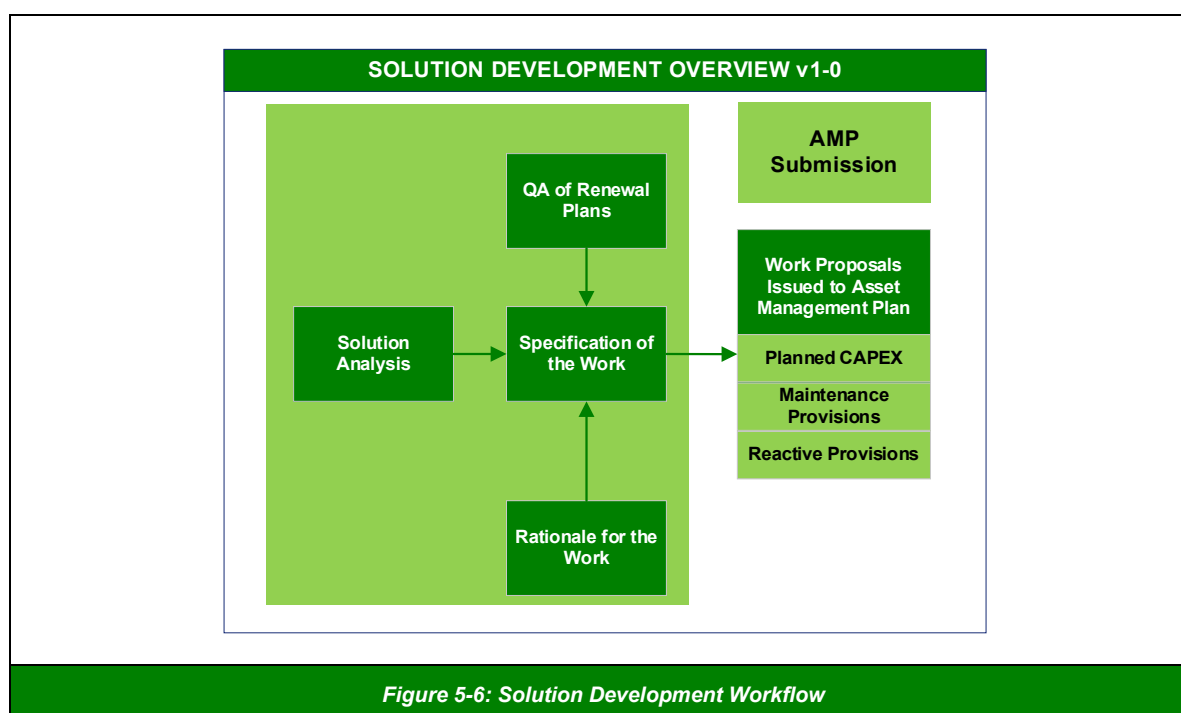 SOLUTION DEVELOPMENT OVERVIEW v1-0
AMP
Submission
QA of Renewal
Plans
Work Proposals
Issued to Asset
Management Plan
Solution
Analysis
Specification of
the Work
Planned CAPEX
Maintenance
Provisions
Reactive Provisions
Rationale for the
Work
Figure 5-6: Solution Development Workflow